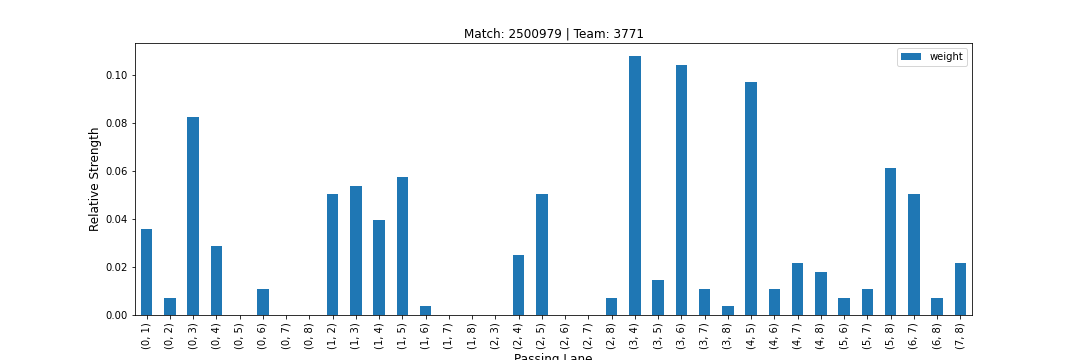 Match: 2500979 | Team: 3771
weight
Relative Strength
0.10
0.08
0.06
0.04
0.02
0.00
(0, 1) (0, 2) (0, 3) (0, 4) (0, 5) (0, 6) (0, 7) (0, 8) (1, 2) (1, 3) (1, 4) (1, 5) (1, 6) (1, 7) (1, 8) (2, 3) (2, 4) (2, 5) (2, 6) (2, 7) (2, 8) (3, 4) (3, 5) (3, 6) (3, 7) (3, 8) (4, 5) (4, 6) (4, 7) (4, 8) (5, 6) (5, 7) (5, 8) (6, 7) (6, 8) (7, 8)
Passing Lane